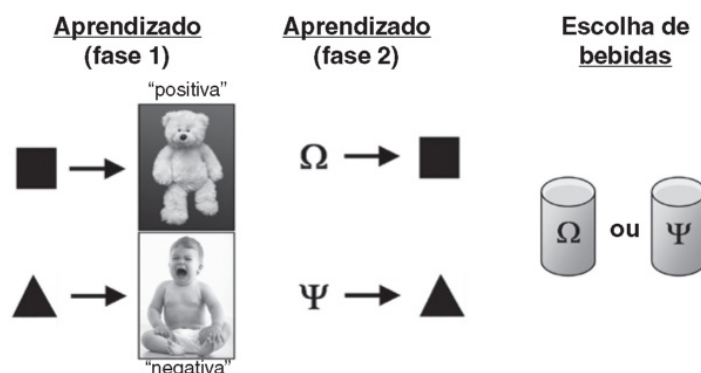 Aprendizado
(fase 1)
Aprendizado
(fase 2)
Escolha de
bebidas
“positiva”
Ω
Ω ou Ψ
Ψ
“negativa”